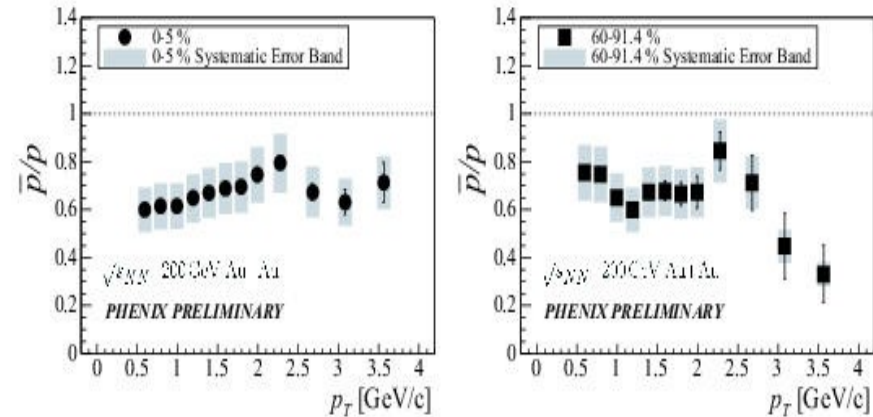 1.4
1.2
1
0.8
0.6
0.4
0.2
0
p̄/p
0-5 %
0-5 % Systematic Error Band
200 GeV Au Au
PHENIX PRELIMINARY
0 0.5 1 1.5 2 2.5 3 3.5 4
p_T [GeV/c]
1.4
1.2
1
0.8
0.6
0.4
0.2
0
p̄/p
60-91.4 %
60-91.4 % Systematic Error Band
PHENIX PRELIMINARY
0 0.5 1 1.5 2 2.5 3 3.5 4
p_T [GeV/c]